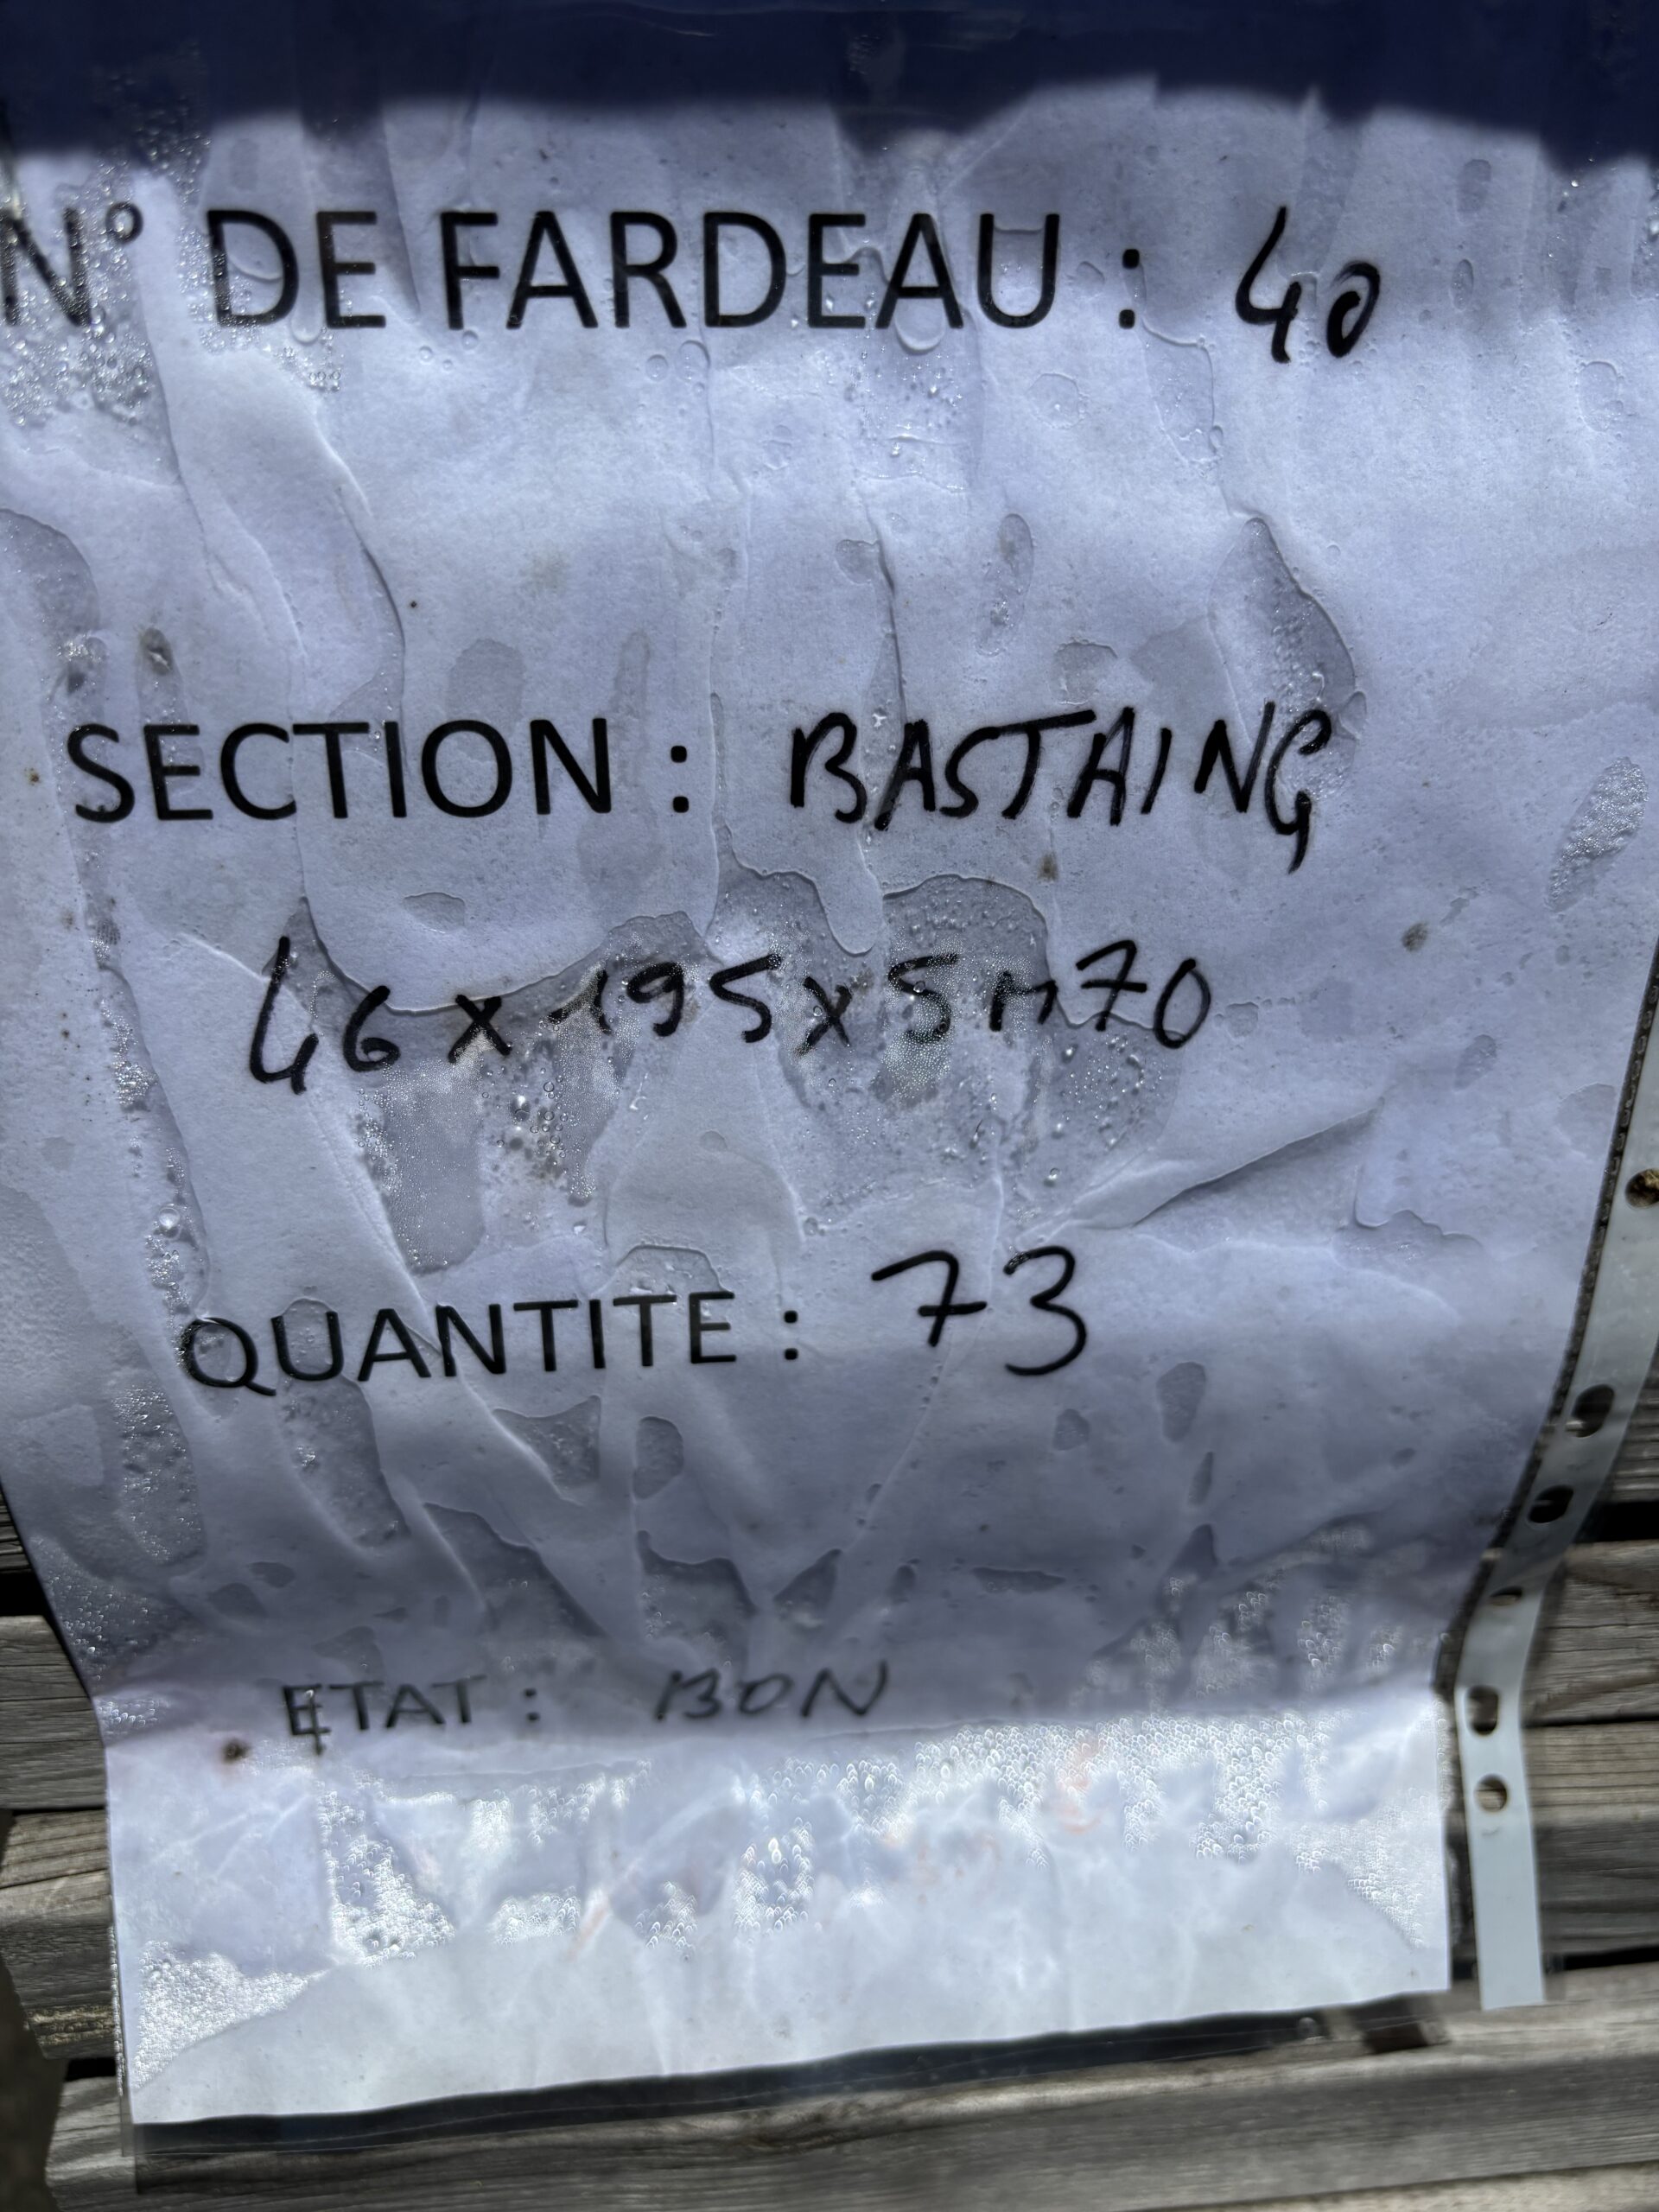 N° DE FARDEAU : 40
SECTION : BASTAING
46 x 195 x 5m70
QUANTITE : 73
ETAT : BON